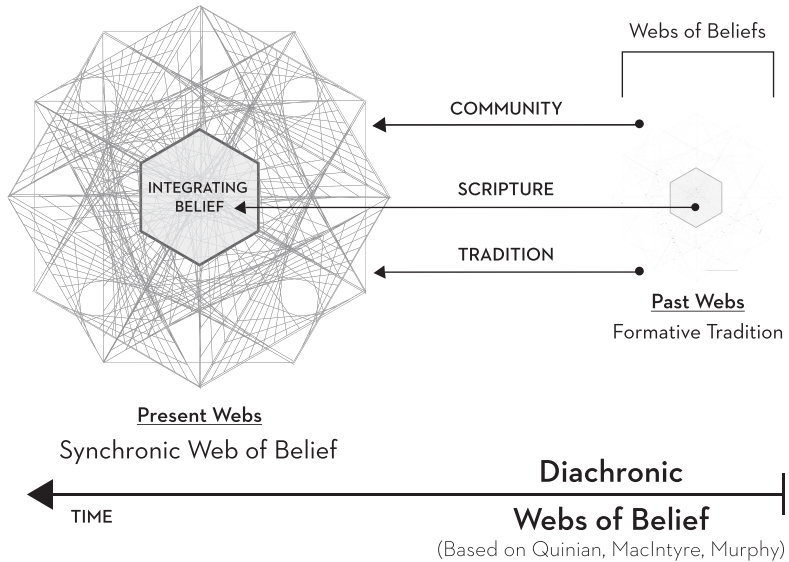 Webs of Beliefs
COMMUNITY
INTEGRATING
BELIEF
SCRIPTURE
TRADITION
Past Webs
Formative Tradition
Present Webs
Synchronic Web of Belief
Diachronic
TIME
Webs of Belief
(Based on Quinian, MacIntyre, Murphy)